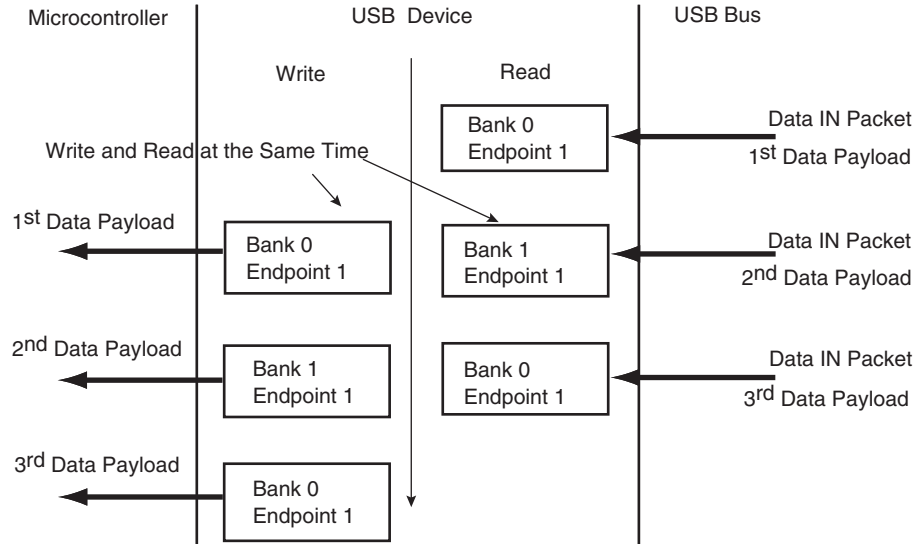 Microcontroller
USB Device
USB Bus
Write
Read
Bank 0
Endpoint 1
Data IN Packet
1st Data Payload
Write and Read at the Same Time
1st Data Payload
Bank 0
Endpoint 1
Bank 1
Endpoint 1
Data IN Packet
2nd Data Payload
2nd Data Payload
Bank 1
Endpoint 1
Bank 0
Endpoint 1
Data IN Packet
3rd Data Payload
3rd Data Payload
Bank 0
Endpoint 1